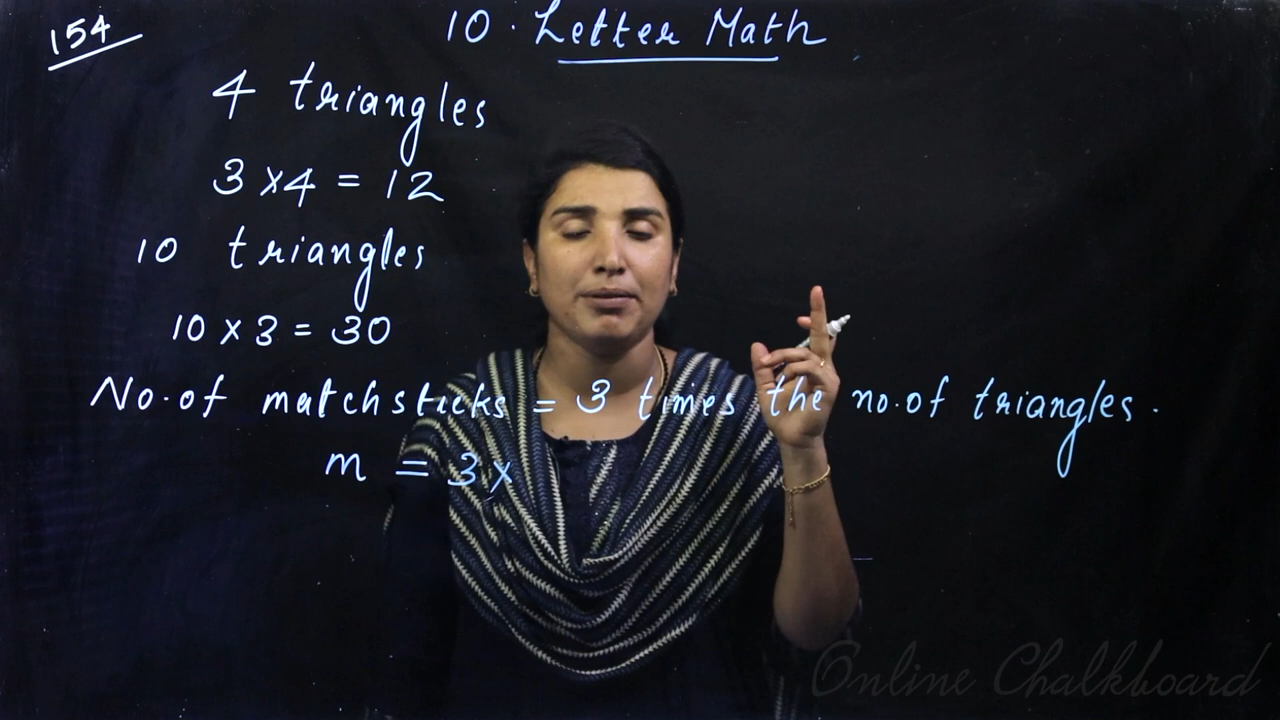 154
10. Letter Math
4 triangles
3 × 4 = 12
10 triangles
10 × 3 = 30
No. of matchsticks = 3 times the no. of triangles.
m = 3 ×
Online Chalkboard